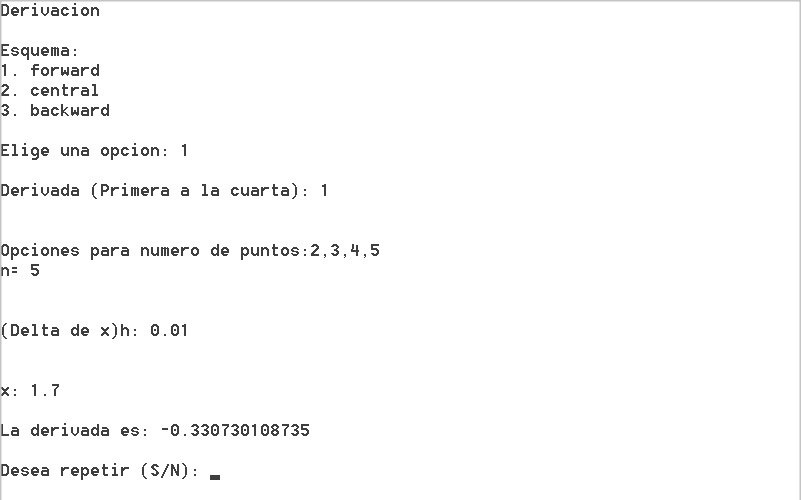 Derivacion
Esquema:
1. forward
2. central
3. backward
Elige una opcion: 1
Derivada (Primera a la cuarta): 1
Opciones para numero de puntos:2,3,4,5
n= 5
(Delta de x)h: 0.01
x: 1.7
La derivada es: -0.330730108735
Desea repetir (S/N): _